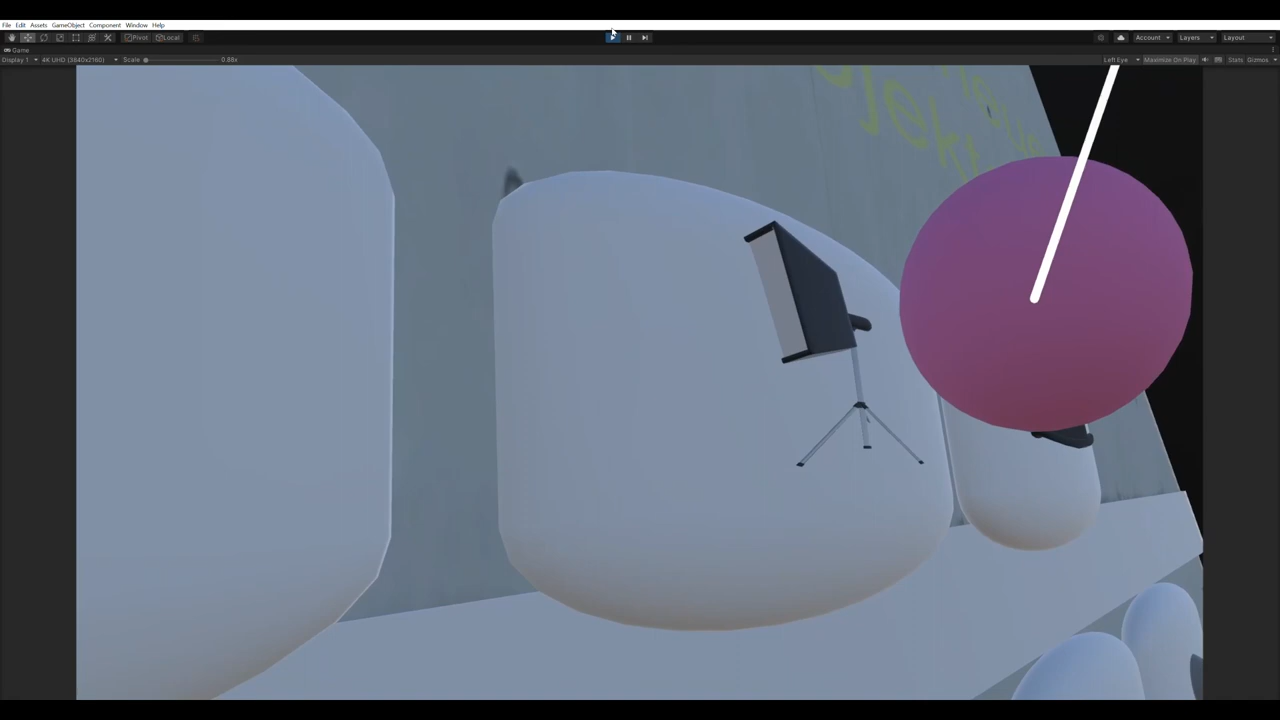 File Edit Assets GameObject Component Window Help
Pivot Local Account Layers Layout
Game
Display 1 4K UHD (3840x2160) Scale 0.88x Left Eye Maximize On Play Stats Gizmos